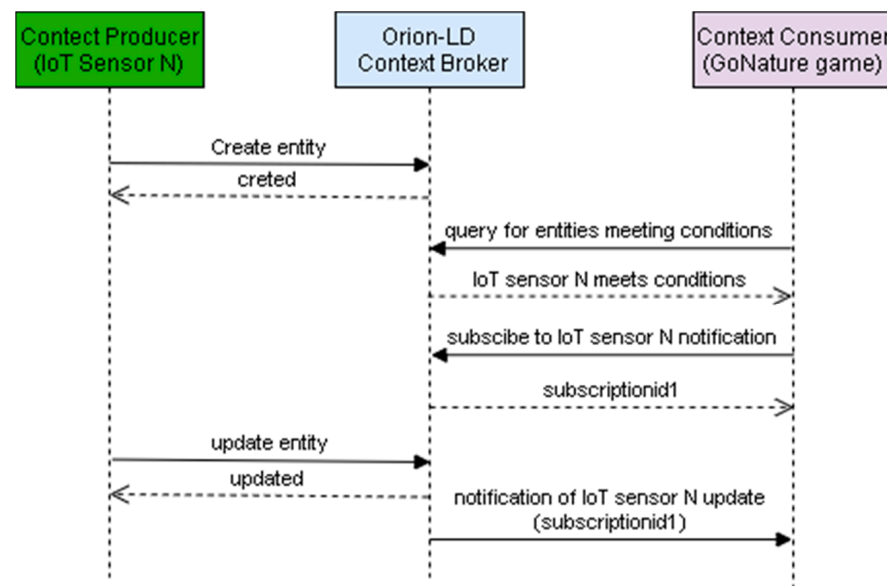 Contect Producer
(IoT Sensor N)
Orion-LD
Context Broker
Context Consumer
(GoNature game)
Create entity
creted
query for entities meeting conditions
IoT sensor N meets conditions
subscibe to IoT sensor N notification
subscriptionid1
update entity
updated
notification of IoT sensor N update
(subscriptionid1)